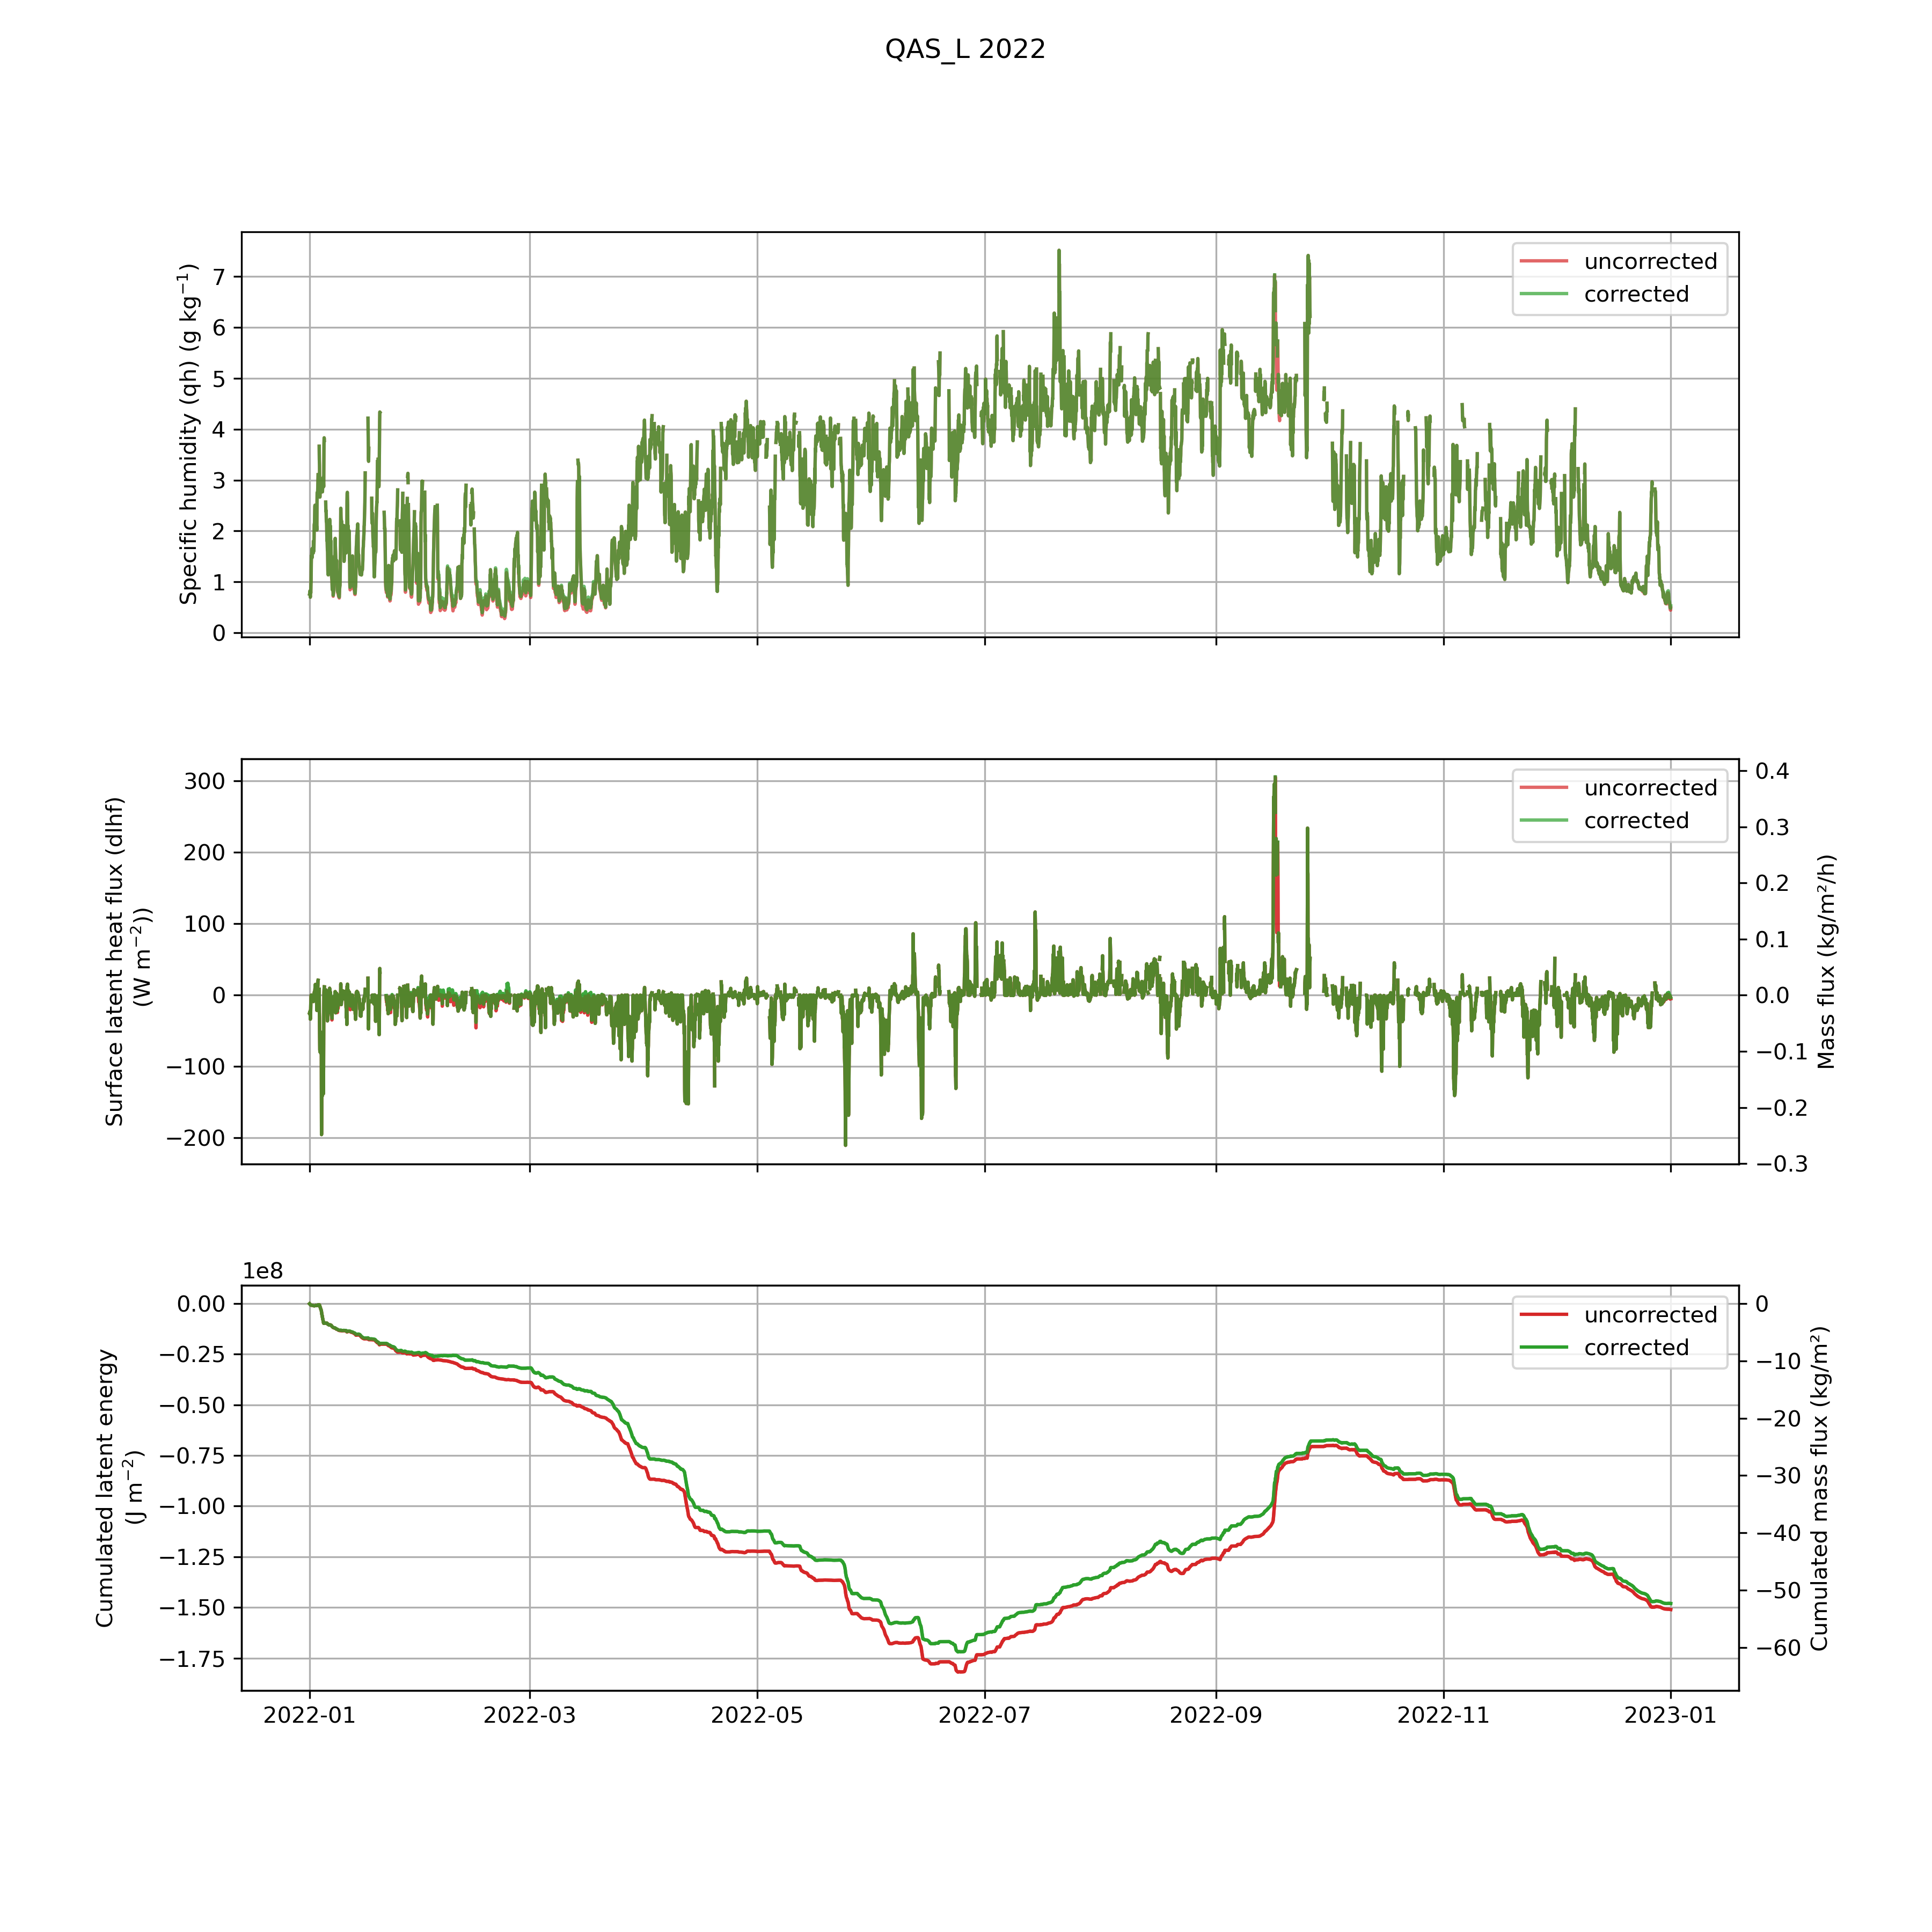 QAS_L 2022
Specific humidity (qh) (g kg⁻¹)
7
6
5
4
3
2
1
0
uncorrected
corrected
Surface latent heat flux (dlhf)
(W m⁻²))
300
200
100
0
−100
−200
uncorrected
corrected
0.4
0.3
0.2
0.1
0.0
−0.1
−0.2
−0.3
Mass flux (kg/m²/h)
1e8
Cumulated latent energy
(J m⁻²)
0.00
−0.25
−0.50
−0.75
−1.00
−1.25
−1.50
−1.75
uncorrected
corrected
0
−10
−20
−30
−40
−50
−60
Cumulated mass flux (kg/m²)
2022-01
2022-03
2022-05
2022-07
2022-09
2022-11
2023-01